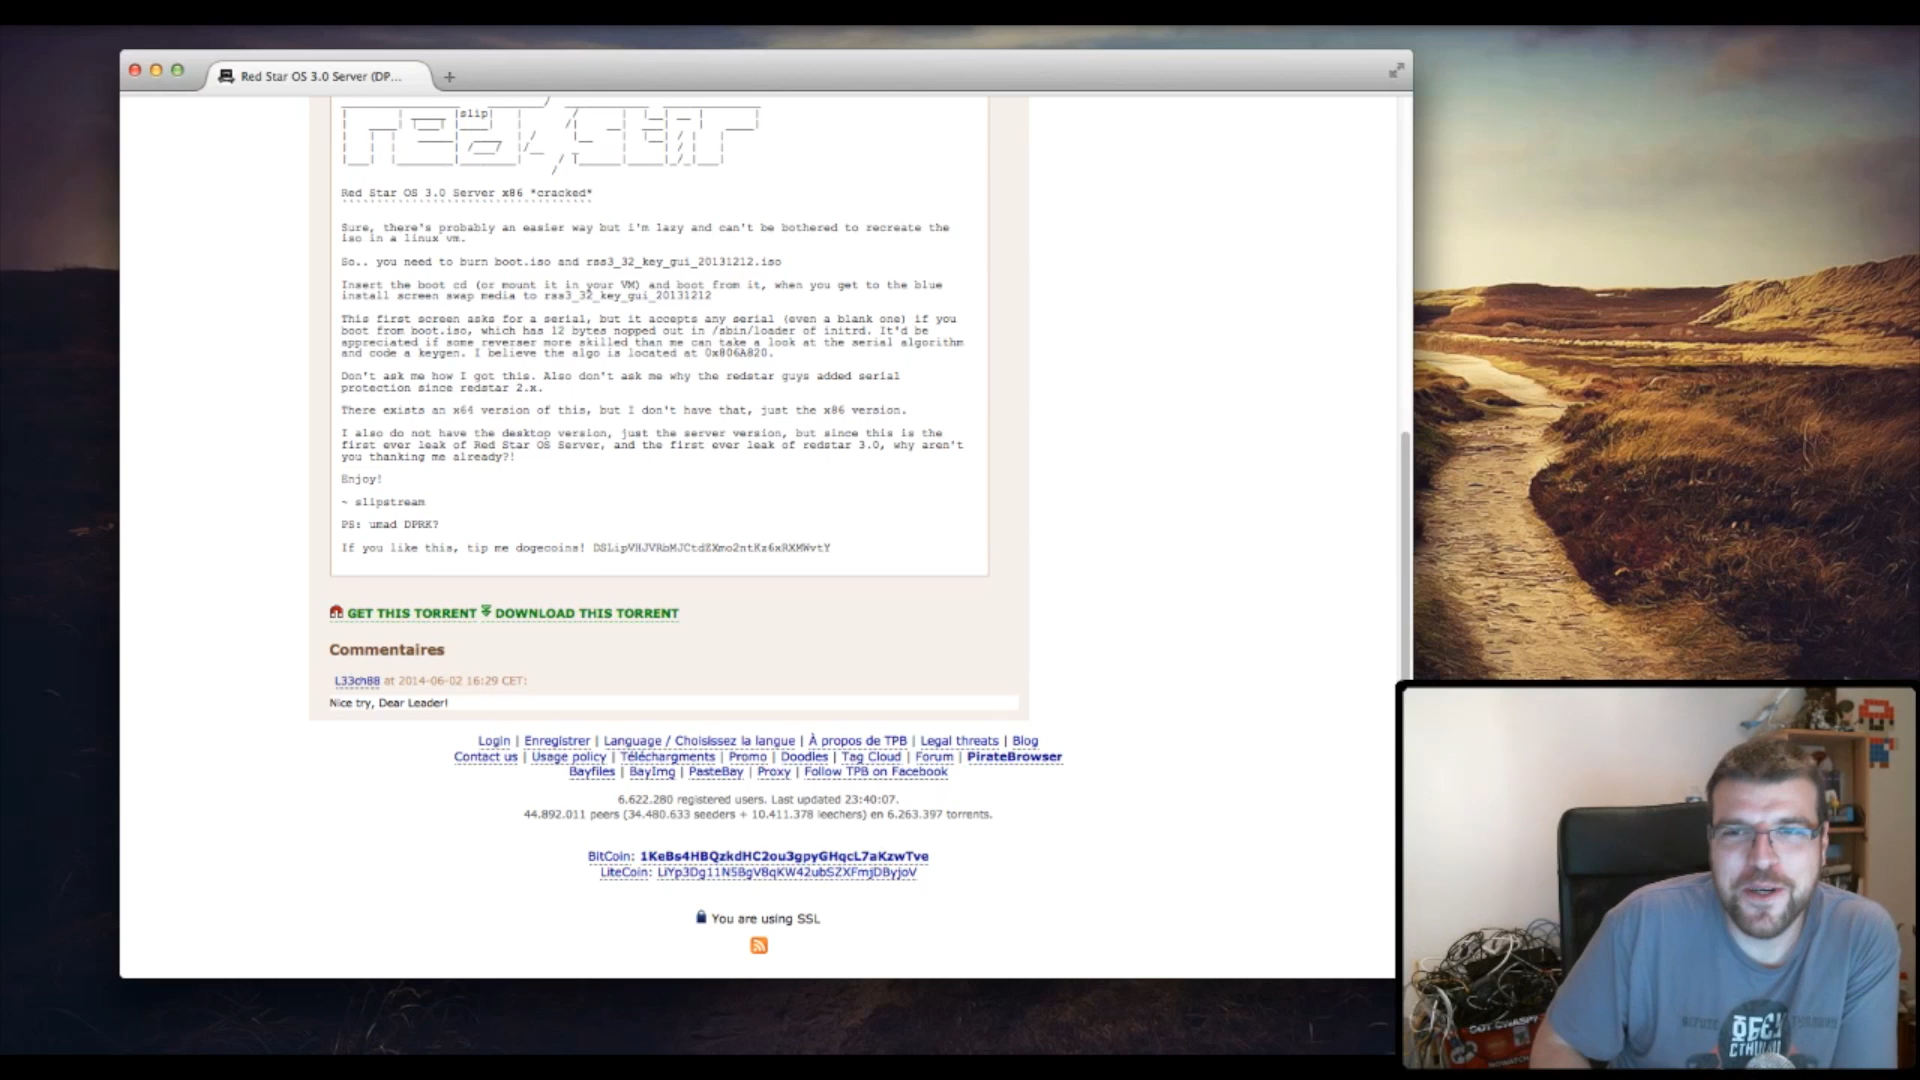 Red Star OS 3.0 Server (DP...
|slip|
Red Star OS 3.0 Server x86 *cracked*
Sure, there's probably an easier way but i'm lazy and can't be bothered to recreate the
iso in a linux vm.
So.. you need to burn boot.iso and rss3_32_key_gui_20131212.iso
Insert the boot cd (or mount it in your VM) and boot from it, when you get to the blue
install screen swap media to rss3_32_key_gui_20131212
This first screen asks for a serial, but it accepts any serial (even a blank one) if you
boot from boot.iso, which has 12 bytes nopped out in /sbin/loader of initrd. It'd be
appreciated if some reverser more skilled than me can take a look at the serial algorithm
and code a keygen. I believe the algo is located at 0x806A820.
Don't ask me how I got this. Also don't ask me why the redstar guys added serial
protection since redstar 2.x.
There exists an x64 version of this, but I don't have that, just the x86 version.
I also do not have the desktop version, just the server version, but since this is the
first ever leak of Red Star OS Server, and the first ever leak of redstar 3.0, why aren't
you thanking me already?!
Enjoy!
~ slipstream
PS: umad DPRK?
If you like this, tip me dogecoins!
GET THIS TORRENT DOWNLOAD THIS TORRENT
Commentaires
L33ch88 at 2014-06-02 16:29 CET:
Nice try, Dear Leader!
Login | Enregistrer | Language / Choisissez la langue | À propos de TPB | Legal threats | Blog
Contact us | Usage policy | Téléchargments | Promo | Doodles | Tag Cloud | Forum | PirateBrowser
Bayfiles | BayImg | PasteBay | Proxy | Follow TPB on Facebook
6.622.280 registered users. Last updated 23:40:07.
44.892.011 peers (34.480.633 seeders + 10.411.378 leechers) en 6.263.397 torrents.
BitCoin: 1KeBs4HBQzkdHC2ou3gpyGHqcL7aKzwTve
LiteCoin: LiYp3Dg11N5BgV8qKW42ubSZXFmjDByjoV
You are using SSL